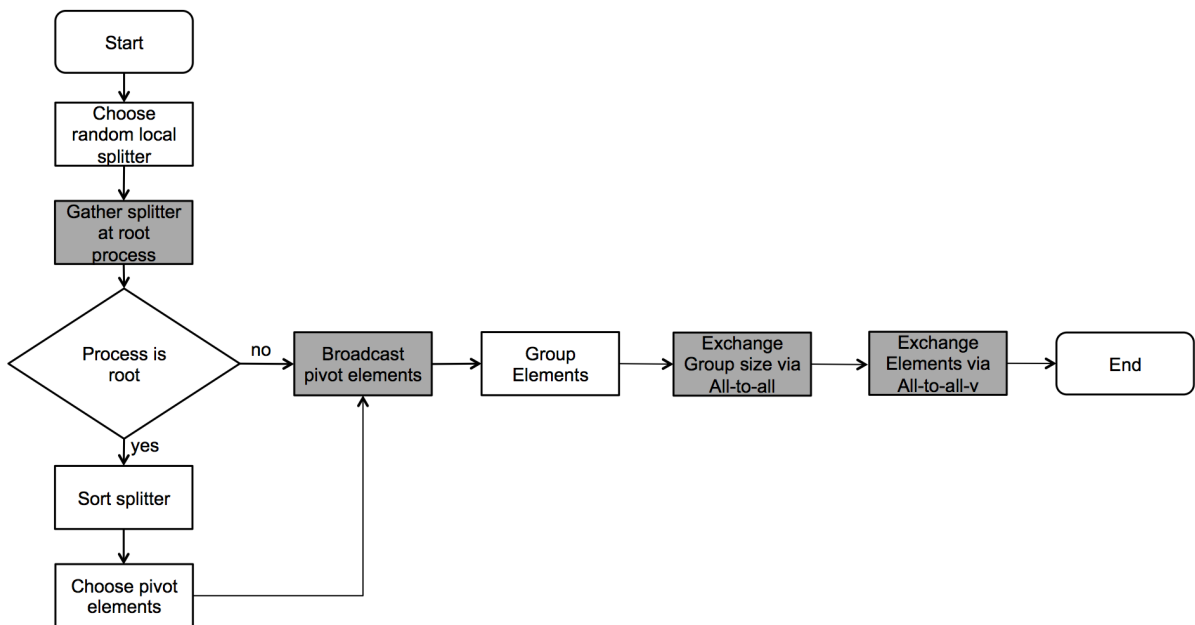 Start
Choose
random local
splitter
Gather splitter
at root
process
Process is
root
no
yes
Sort splitter
Choose pivot
elements
Broadcast
pivot elements
Group
Elements
Exchange
Group size via
All-to-all
Exchange
Elements via
All-to-all-v
End